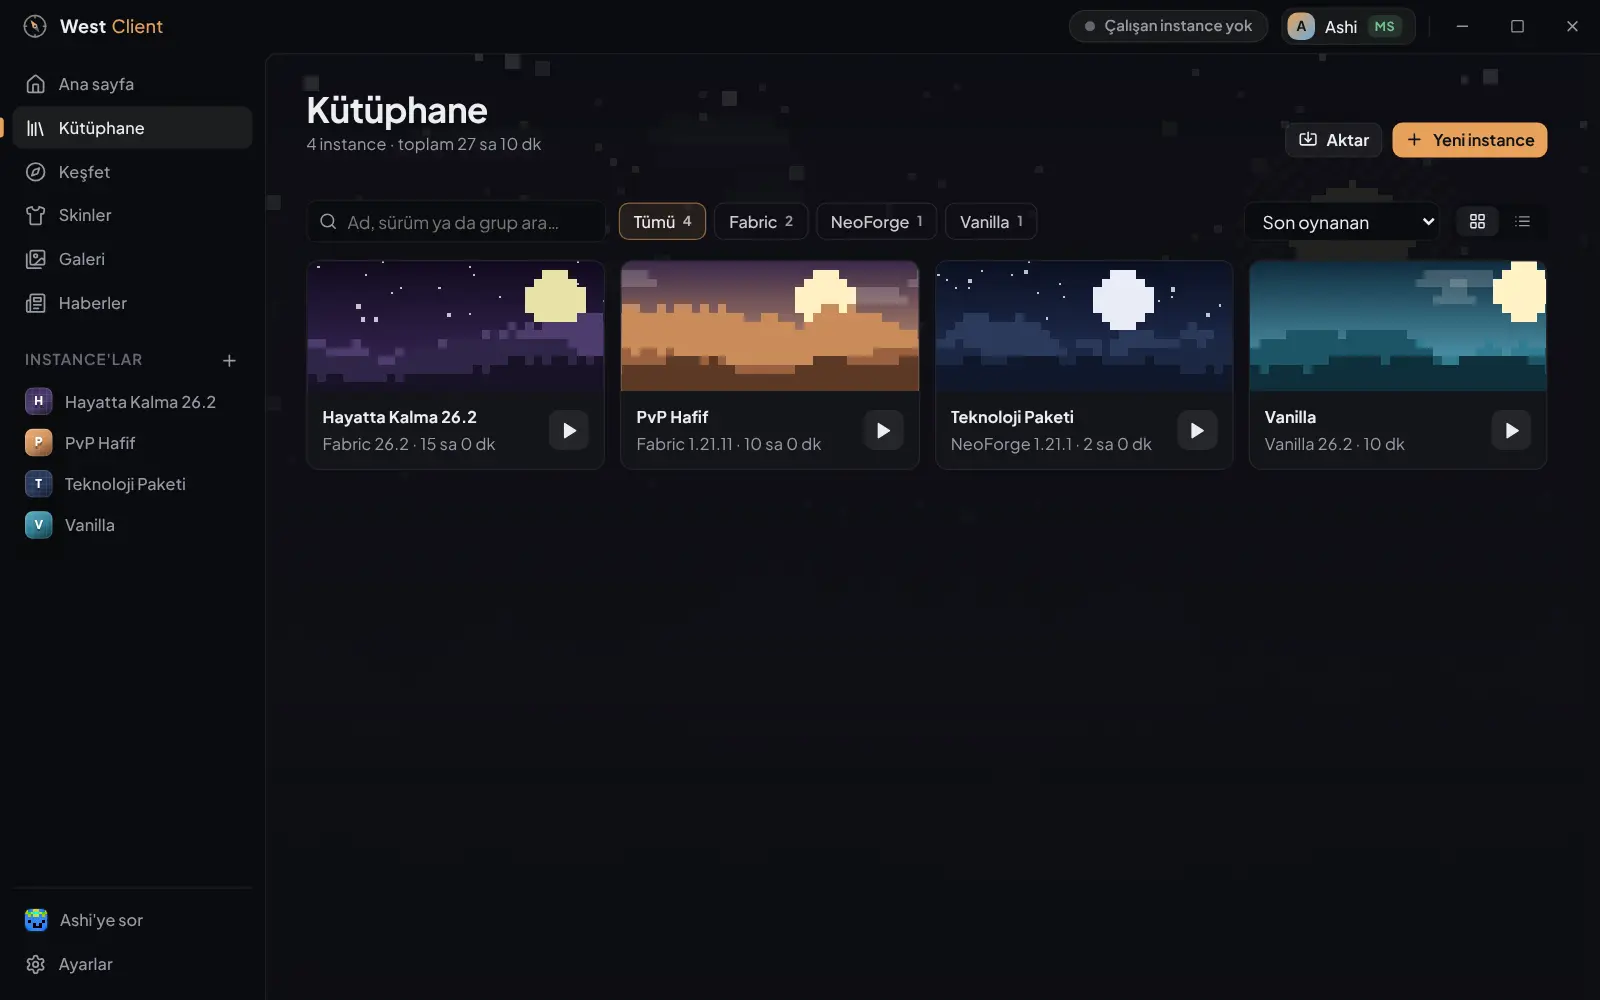 West Client
Çalışan instance yok
A Ashi MS
Ana sayfa
Kütüphane
Keşfet
Skinler
Galeri
Haberler
INSTANCE'LAR
H Hayatta Kalma 26.2
P PvP Hafif
T Teknoloji Paketi
V Vanilla
Ashi'ye sor
Ayarlar
Kütüphane
4 instance · toplam 27 sa 10 dk
Aktar
Yeni instance
Ad, sürüm ya da grup ara...
Tümü 4
Fabric 2
NeoForge 1
Vanilla 1
Son oynanan
Hayatta Kalma 26.2
Fabric 26.2 · 15 sa 0 dk
PvP Hafif
Fabric 1.21.11 · 10 sa 0 dk
Teknoloji Paketi
NeoForge 1.21.1 · 2 sa 0 dk
Vanilla
Vanilla 26.2 · 10 dk